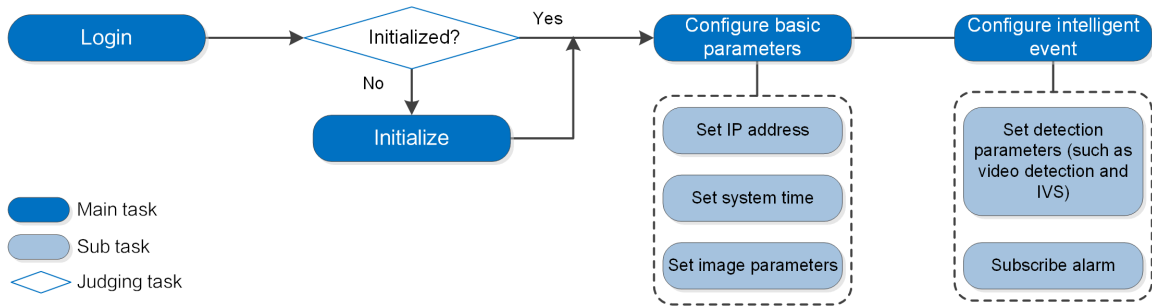 Login
Initialized?
Yes
No
Initialize
Configure basic
parameters
Set IP address
Set system time
Set image parameters
Configure intelligent
event
Set detection
parameters (such as
video detection and
IVS)
Subscribe alarm
Main task
Sub task
Judging task